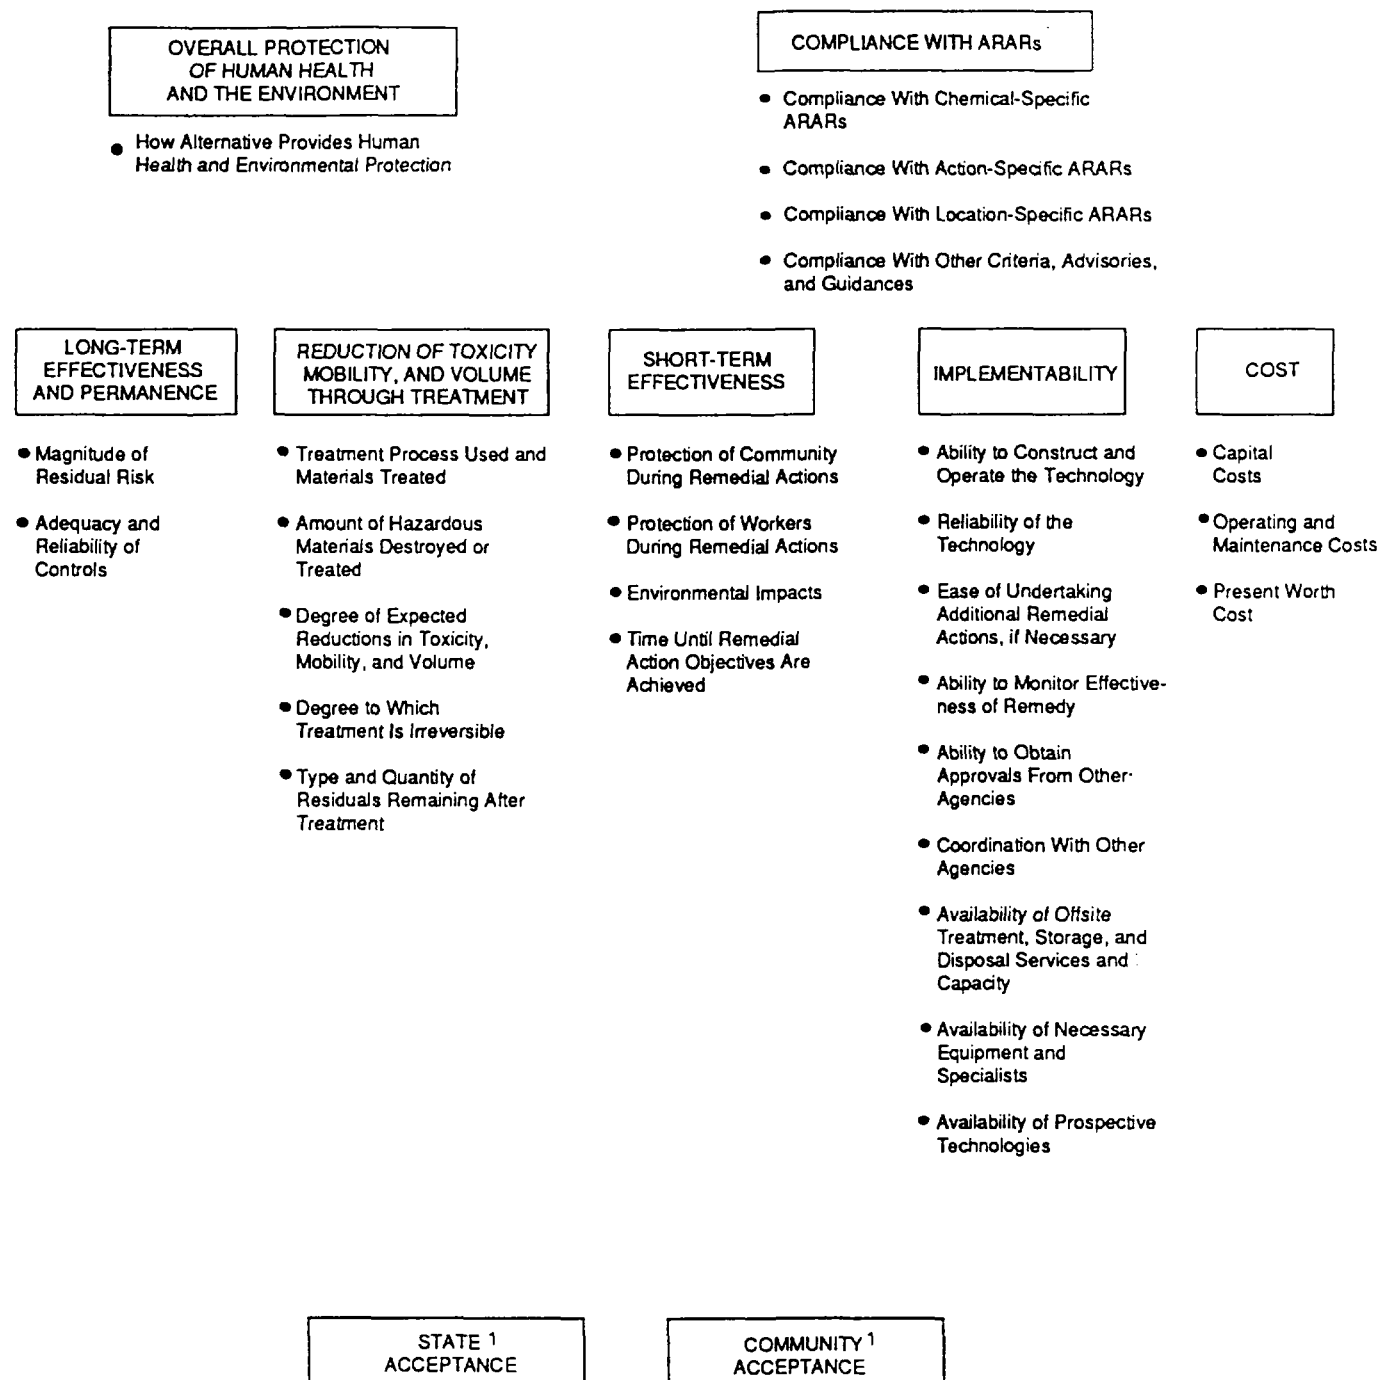 OVERALL PROTECTION
OF HUMAN HEALTH
AND THE ENVIRONMENT
● How Alternative Provides Human
Health and Environmental Protection
COMPLIANCE WITH ARARs
● Compliance With Chemical-Specific
ARARs
● Compliance With Action-Specific ARARs
● Compliance With Location-Specific ARARs
● Compliance With Other Criteria, Advisories,
and Guidances
LONG-TERM
EFFECTIVENESS
AND PERMANENCE
● Magnitude of
Residual Risk
● Adequacy and
Reliability of
Controls
REDUCTION OF TOXICITY
MOBILITY, AND VOLUME
THROUGH TREATMENT
● Treatment Process Used and
Materials Treated
● Amount of Hazardous
Materials Destroyed or
Treated
● Degree of Expected
Reductions in Toxicity,
Mobility, and Volume
● Degree to Which
Treatment Is Irreversible
● Type and Quantity of
Residuals Remaining After
Treatment
SHORT-TERM
EFFECTIVENESS
● Protection of Community
During Remedial Actions
● Protection of Workers
During Remedial Actions
● Environmental Impacts
● Time Until Remedial
Action Objectives Are
Achieved
IMPLEMENTABILITY
● Ability to Construct and
Operate the Technology
● Reliability of the
Technology
● Ease of Undertaking
Additional Remedial
Actions, if Necessary
● Ability to Monitor Effective-
ness of Remedy
● Ability to Obtain
Approvals From Other
Agencies
● Coordination With Other
Agencies
● Availability of Offsite
Treatment, Storage, and
Disposal Services and
Capacity
● Availability of Necessary
Equipment and
Specialists
● Availability of Prospective
Technologies
COST
● Capital
Costs
● Operating and
Maintenance Costs
● Present Worth
Cost
STATE 1
ACCEPTANCE
COMMUNITY 1
ACCEPTANCE